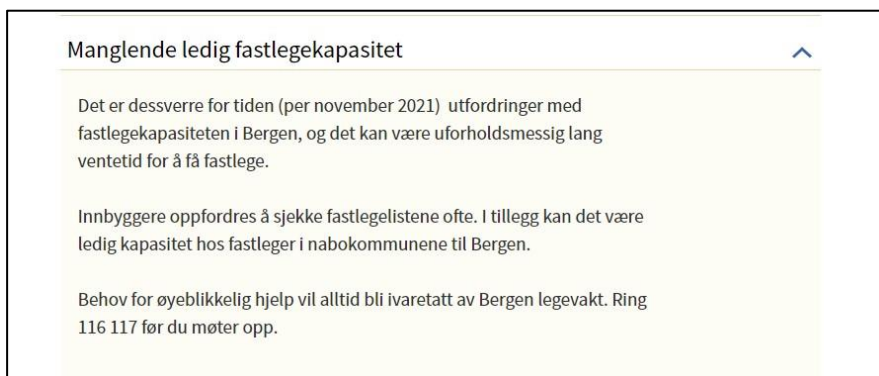 Manglende ledig fastlegekapasitet
Det er dessverre for tiden (per november 2021) utfordringer med
fastlegekapasiteten i Bergen, og det kan være uforholdsmessig lang
ventetid for å få fastlege.
Innbyggere oppfordres å sjekke fastlegelistene ofte. I tillegg kan det være
ledig kapasitet hos fastleger i nabokommunene til Bergen.
Behov for øyeblikkelig hjelp vil alltid bli ivaretatt av Bergen legevakt. Ring
116 117 før du møter opp.